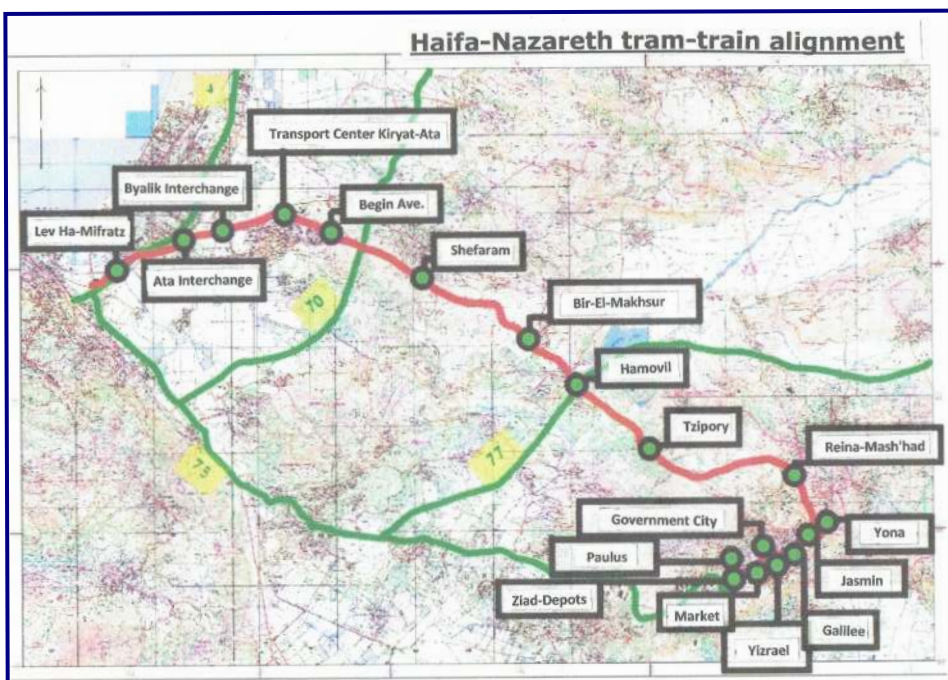 Haifa-Nazareth tram-train alignment
4
Transport Center Kiryat-Ata
Byalik Interchange
Begin Ave.
Lev Ha-Mifratz
Shefaram
Ata Interchange
70
Bir-El-Makhsur
Hamovil
Tzipory
Reina-Mash'had
77
75
Government City
Yona
Paulus
Jasmin
Ziad-Depots
Market
Galilee
Yizrael